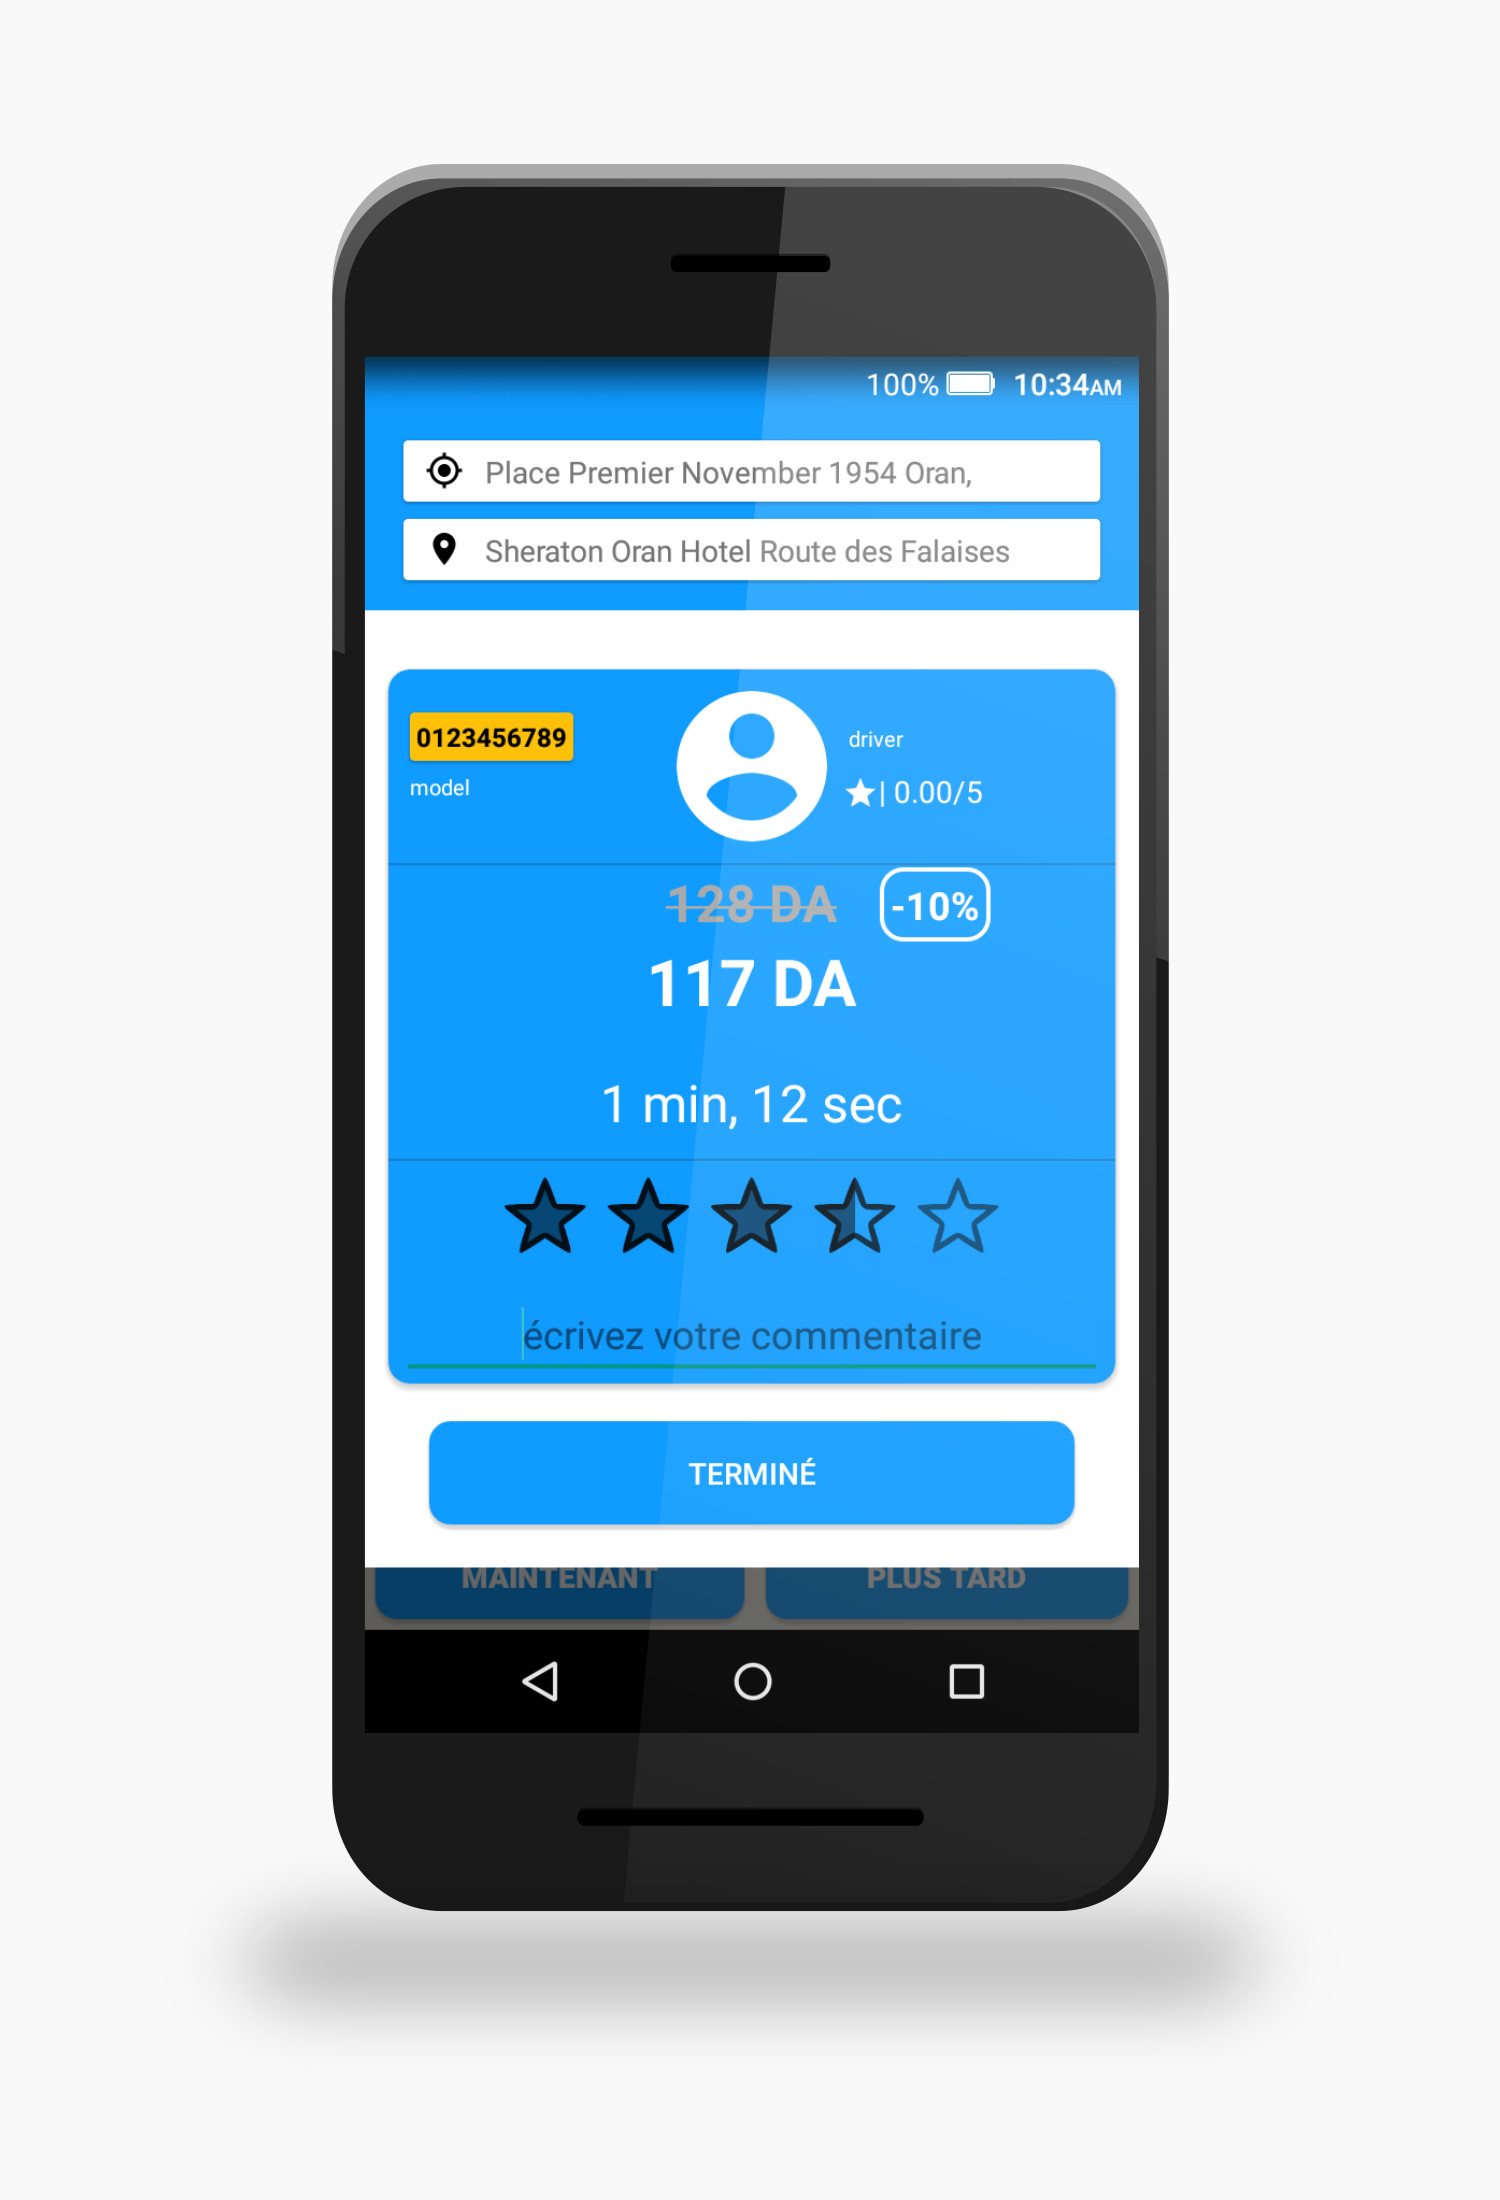 100% 10:34AM
Place Premier November 1954 Oran,
Sheraton Oran Hotel Route des Falaises
0123456789
model
driver
| 0.00/5
128 DA
-10%
117 DA
1 min, 12 sec
écrivez votre commentaire
TERMINÉ
MAINTENANT
PLUS TARD